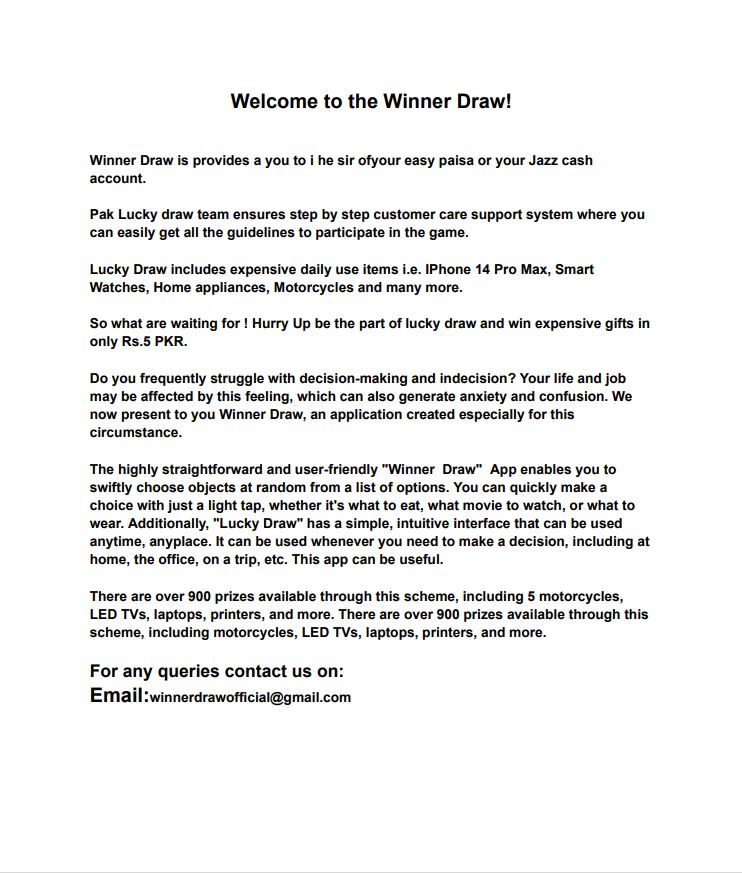 Welcome to the Winner Draw!
Winner Draw is provides a you to i he sir ofyour easy paisa or your Jazz cash
account.
Pak Lucky draw team ensures step by step customer care support system where you
can easily get all the guidelines to participate in the game.
Lucky Draw includes expensive daily use items i.e. IPhone 14 Pro Max, Smart
Watches, Home appliances, Motorcycles and many more.
So what are waiting for ! Hurry Up be the part of lucky draw and win expensive gifts in
only Rs.5 PKR.
Do you frequently struggle with decision-making and indecision? Your life and job
may be affected by this feeling, which can also generate anxiety and confusion. We
now present to you Winner Draw, an application created especially for this
circumstance.
The highly straightforward and user-friendly "Winner  Draw"  App enables you to
swiftly choose objects at random from a list of options. You can quickly make a
choice with just a light tap, whether it's what to eat, what movie to watch, or what to
wear. Additionally, "Lucky Draw" has a simple, intuitive interface that can be used
anytime, anyplace. It can be used whenever you need to make a decision, including at
home, the office, on a trip, etc. This app can be useful.
There are over 900 prizes available through this scheme, including 5 motorcycles,
LED TVs, laptops, printers, and more. There are over 900 prizes available through this
scheme, including motorcycles, LED TVs, laptops, printers, and more.
For any queries contact us on:
Email:winnerdrawofficial@gmail.com